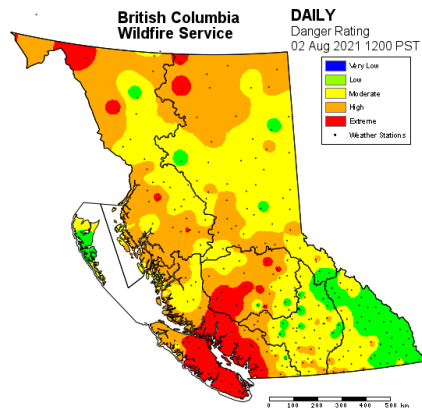 British Columbia
Wildfire Service
DAILY
Danger Rating
02 Aug 2021 1200 PST
Very Low
Low
Moderate
High
Extreme
Weather Stations
0 100 200 300 400 500 km